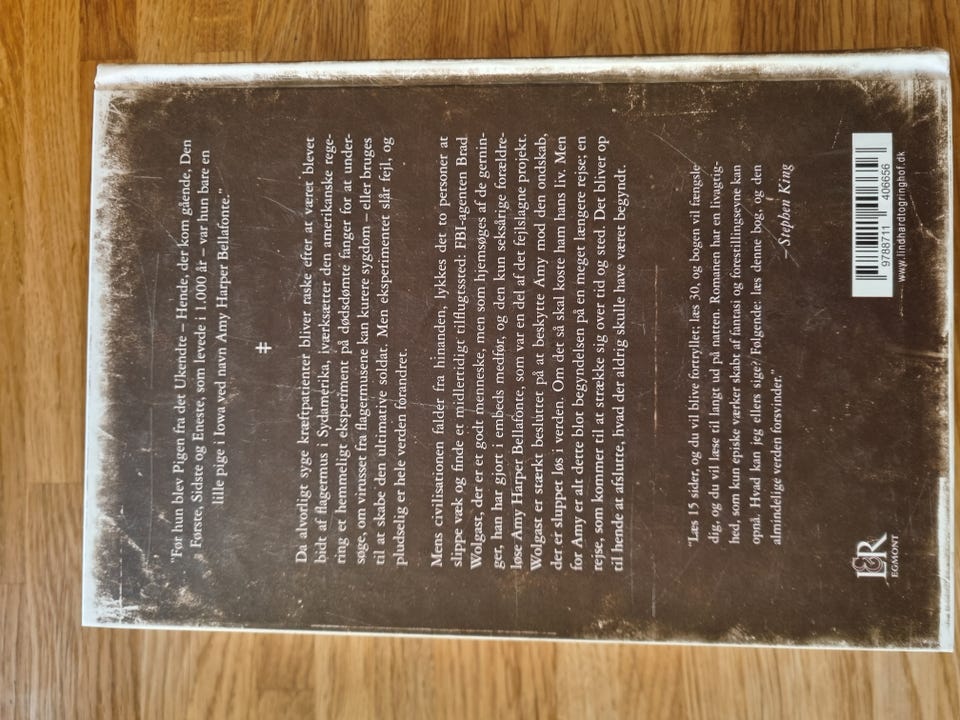 "For hun blev Pigen fra det Ukendte – Hende, der kom gående, Den
Første, Sidste og Eneste, som levede i 1.000 år – var hun bare en
lille pige i Iowa ved navn Amy Harper Bellafonte."
Da alvorligt syge kræftpatienter bliver raske efter at være blevet
bidt af flagermus i Sydamerika, iværksætter den amerikanske rege-
ring et hemmeligt eksperiment på dødsdømte fanger for at under-
søge, om virusset fra flagermusene kan kurere sygdom – eller bruges
til at skabe den ultimative soldat. Men eksperimentet slår fejl, og
pludselig er hele verden forandret.
Mens civilisationen falder fra hinanden, lykkes det to personer at
slippe væk og finde et midlertidigt tilflugtssted: FBI-agenten Brad
Wolgast, der er et godt menneske, men som hjemsøges af de gernin-
ger, han har gjort i embeds medfør, og den kun seksårige forældre-
løse Amy Harper Bellafonte, som var en del af det fejlslagne projekt.
Wolgast er stærkt besluttet på at beskytte Amy mod den ondskab,
der er sluppet løs i verden. Om det så skal koste ham hans liv. Men
for Amy er alt dette blot begyndelsen på en meget længere rejse; en
rejse, som kommer til at strække sig over tid og sted. Det bliver op
til hende at afslutte, hvad der aldrig skulle have været begyndt.
"Læs 15 sider, og du vil blive fortryllet; læs 30, og bogen vil fængsle
dig, og du vil læse til langt ud på natten. Romanen har en livagtig-
hed, som kun episke værker skabt af fantasi og forestillingsevne kan
opnå. Hvad kan jeg ellers sige? Følgende: læs denne bog, og den
almindelige verden forsvinder."
–Stephen King
L&R
EGMONT
9788711 406656
www.lindhardtogringhof.dk